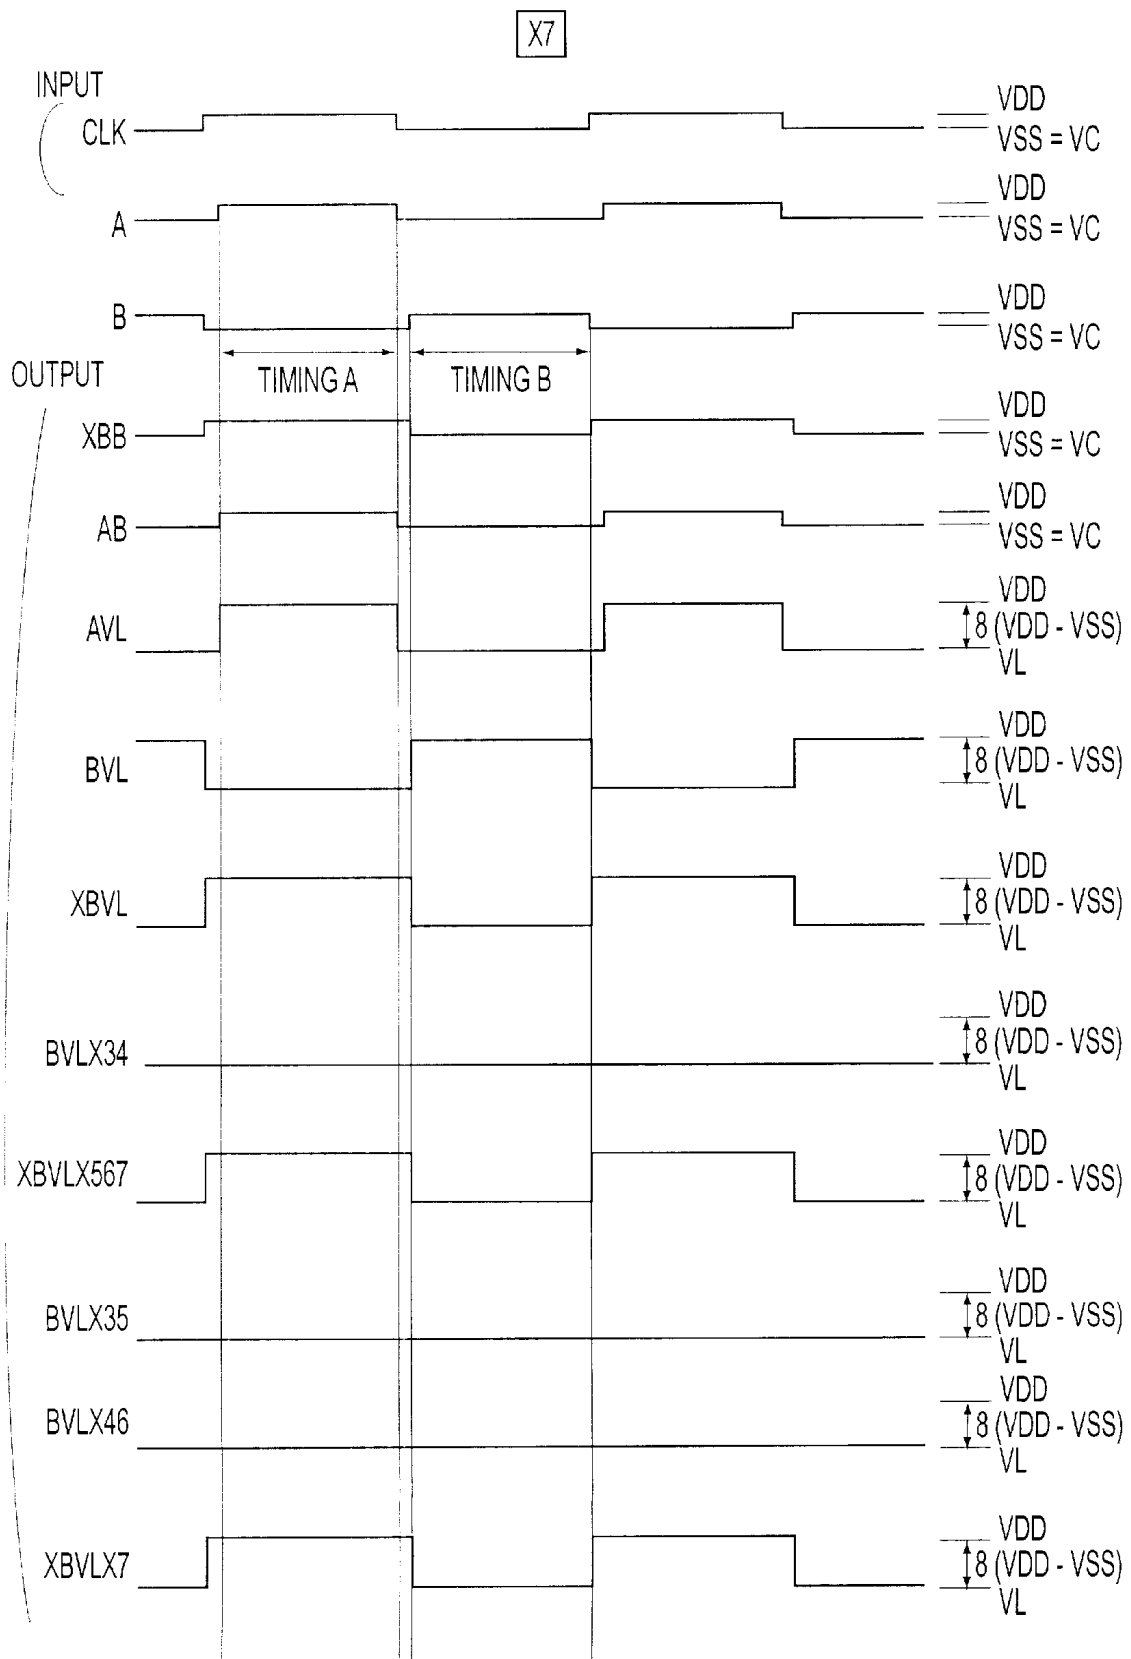 X7
INPUT
CLK
VDD
VSS = VC
A
VDD
VSS = VC
B
VDD
VSS = VC
TIMING A
TIMING B
OUTPUT
XBB
VDD
VSS = VC
AB
VDD
VSS = VC
AVL
VDD
8 (VDD - VSS)
VL
BVL
VDD
8 (VDD - VSS)
VL
XBVL
VDD
8 (VDD - VSS)
VL
BVLX34
VDD
8 (VDD - VSS)
VL
XBVLX567
VDD
8 (VDD - VSS)
VL
BVLX35
VDD
8 (VDD - VSS)
VL
BVLX46
VDD
8 (VDD - VSS)
VL
XBVLX7
VDD
8 (VDD - VSS)
VL